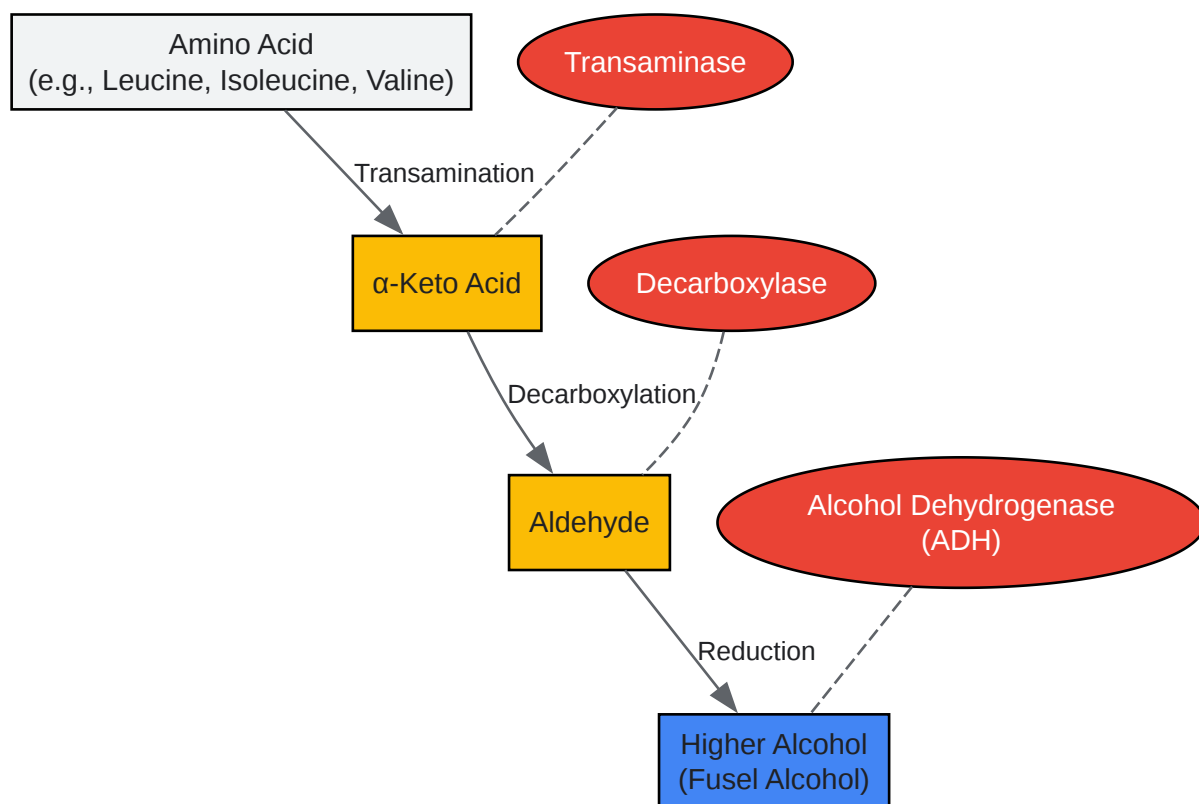 Amino Acid
(e.g., Leucine, Isoleucine, Valine)
Transaminase
Transamination
α-Keto Acid
Decarboxylase
Decarboxylation
Aldehyde
Alcohol Dehydrogenase
(ADH)
Reduction
Higher Alcohol
(Fusel Alcohol)